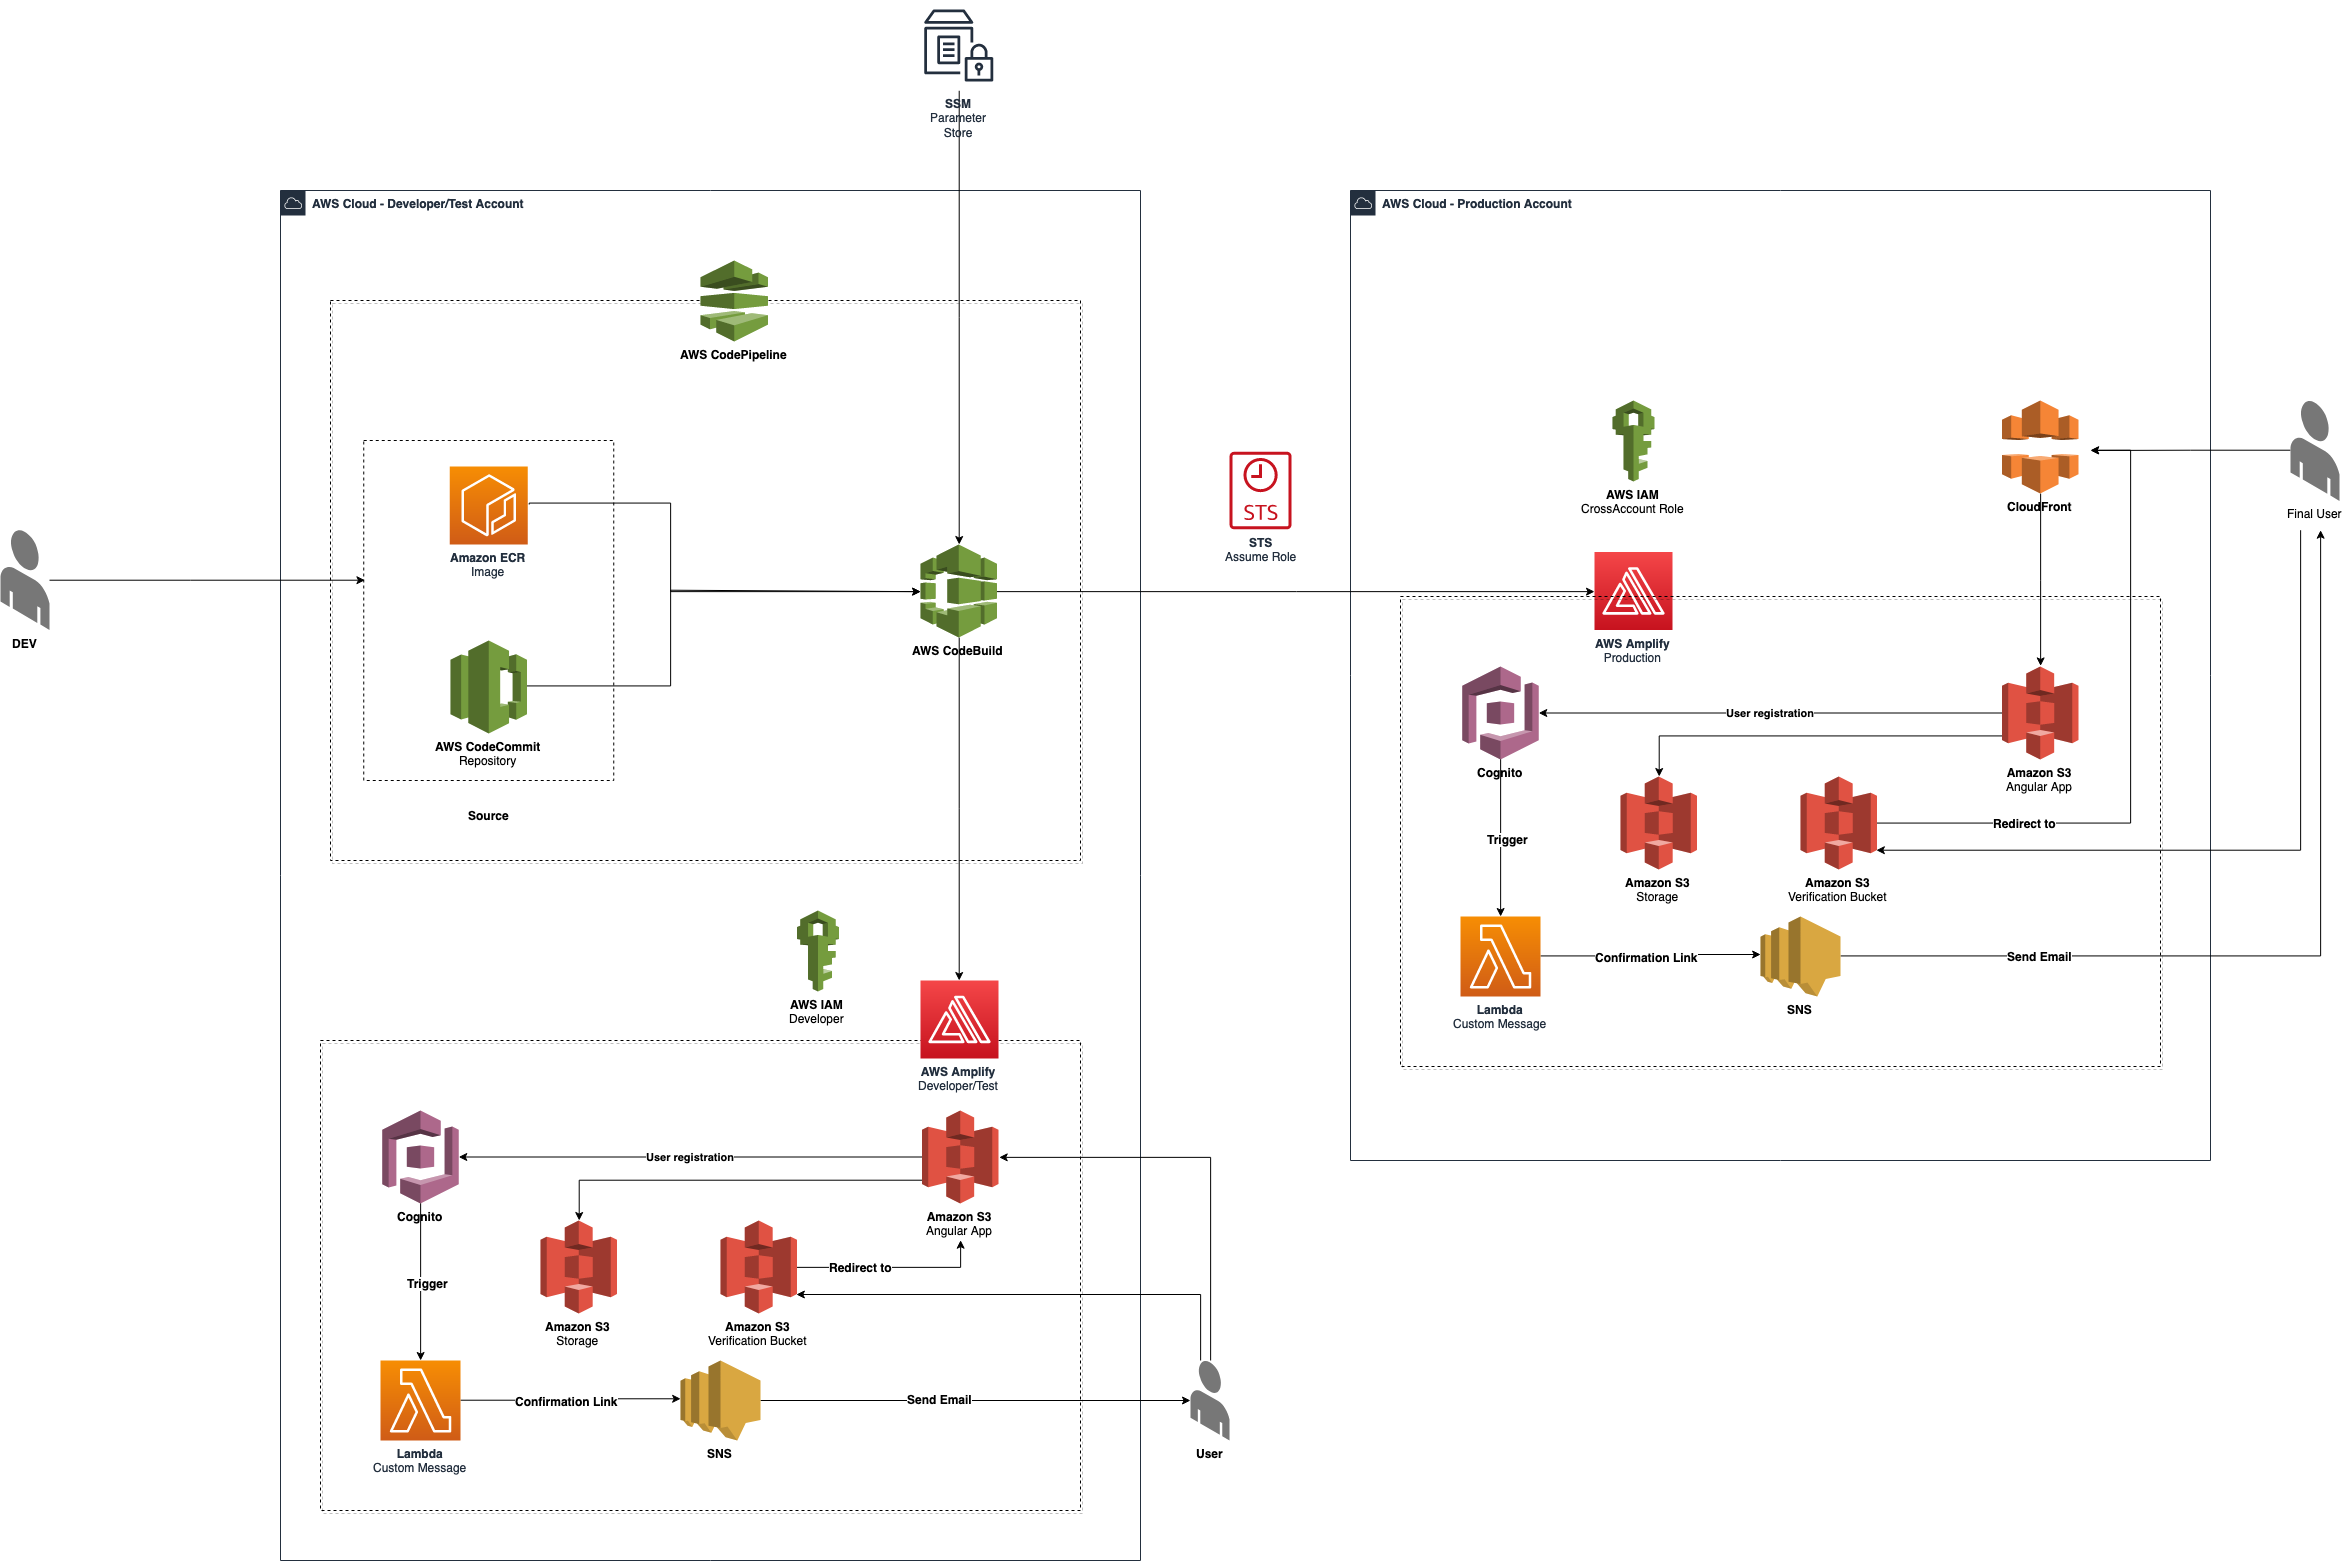 SSM
Parameter
Store
AWS Cloud - Developer/Test Account
AWS Cloud - Production Account
AWS CodePipeline
Amazon ECR
Image
AWS CodeCommit
Repository
Source
DEV
AWS CodeBuild
STS
STS
Assume Role
AWS IAM
CrossAccount Role
CloudFront
Final User
AWS Amplify
Production
Cognito
User registration
Amazon S3
Angular App
Trigger
Amazon S3
Storage
Amazon S3
Verification Bucket
Redirect to
Lambda
Custom Message
Confirmation Link
SNS
Send Email
AWS IAM
Developer
AWS Amplify
Developer/Test
Cognito
User registration
Amazon S3
Angular App
Trigger
Amazon S3
Storage
Amazon S3
Verification Bucket
Redirect to
Lambda
Custom Message
Confirmation Link
SNS
Send Email
User